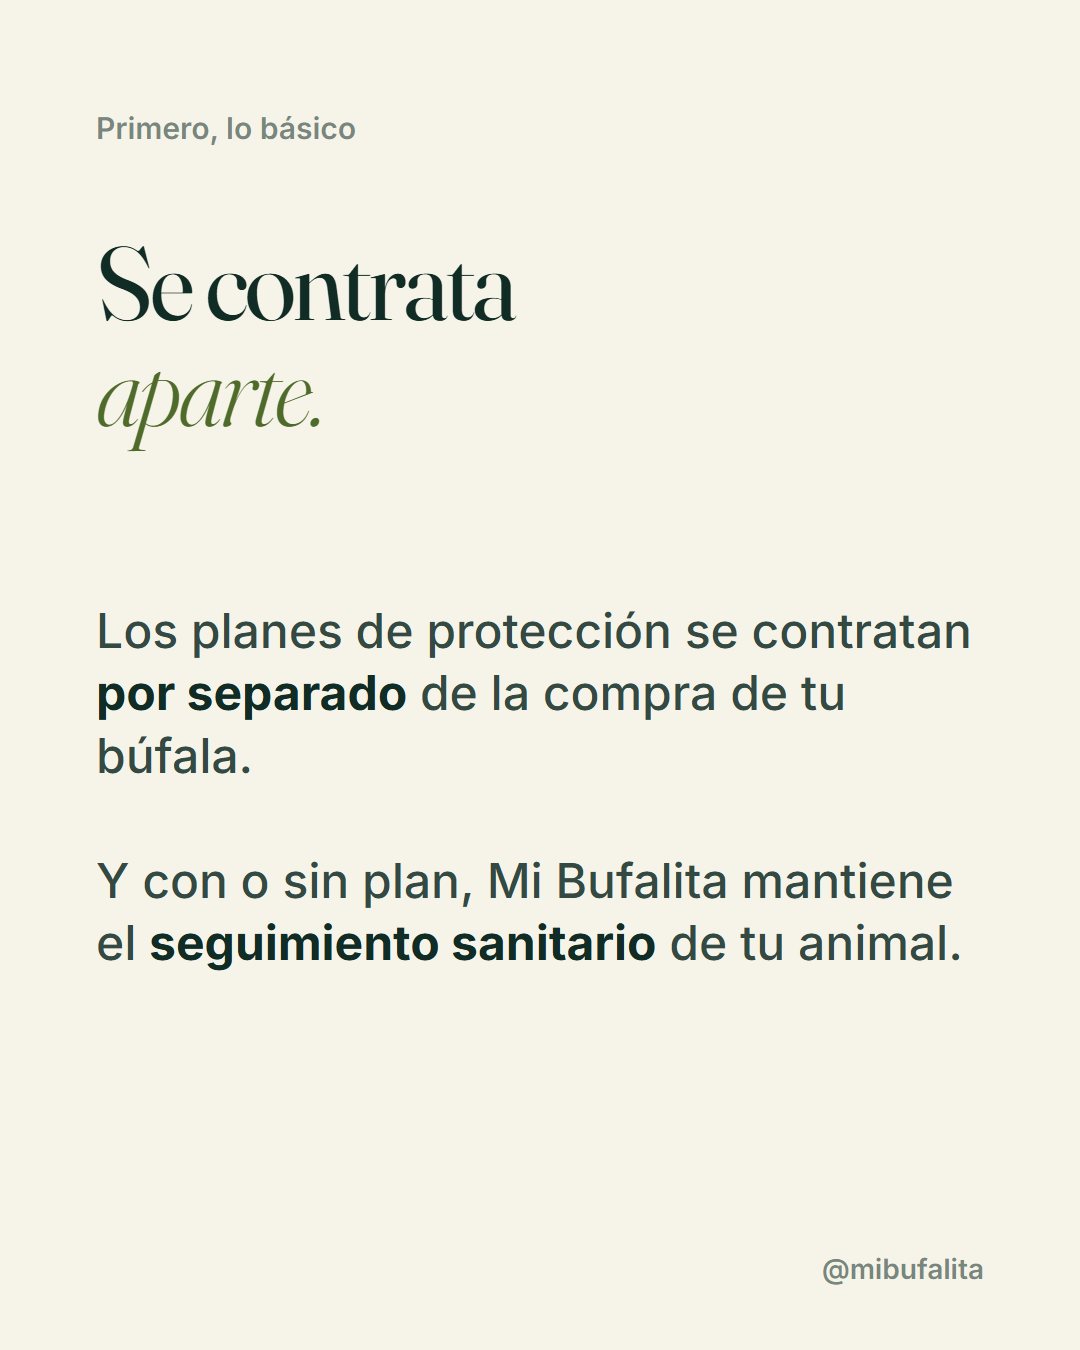 Primero, lo básico
Se contrata
aparte.
Los planes de protección se contratan
por separado de la compra de tu
búfala.
Y con o sin plan, Mi Bufalita mantiene
el seguimiento sanitario de tu animal.
@mibufalita